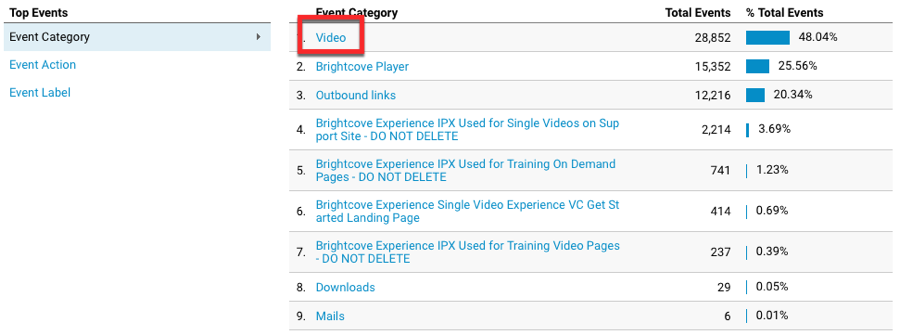 Top Events
Event Category
Event Action
Event Label
Event Category Total Events % Total Events
1. Video 28,852 48.04%
2. Brightcove Player 15,352 25.56%
3. Outbound links 12,216 20.34%
4. Brightcove Experience IPX Used for Single Videos on Sup
port Site - DO NOT DELETE 2,214 3.69%
5. Brightcove Experience IPX Used for Training On Demand
Pages - DO NOT DELETE 741 1.23%
6. Brightcove Experience Single Video Experience VC Get St
arted Landing Page 414 0.69%
7. Brightcove Experience IPX Used for Training Video Pages
- DO NOT DELETE 237 0.39%
8. Downloads 29 0.05%
9. Mails 6 0.01%